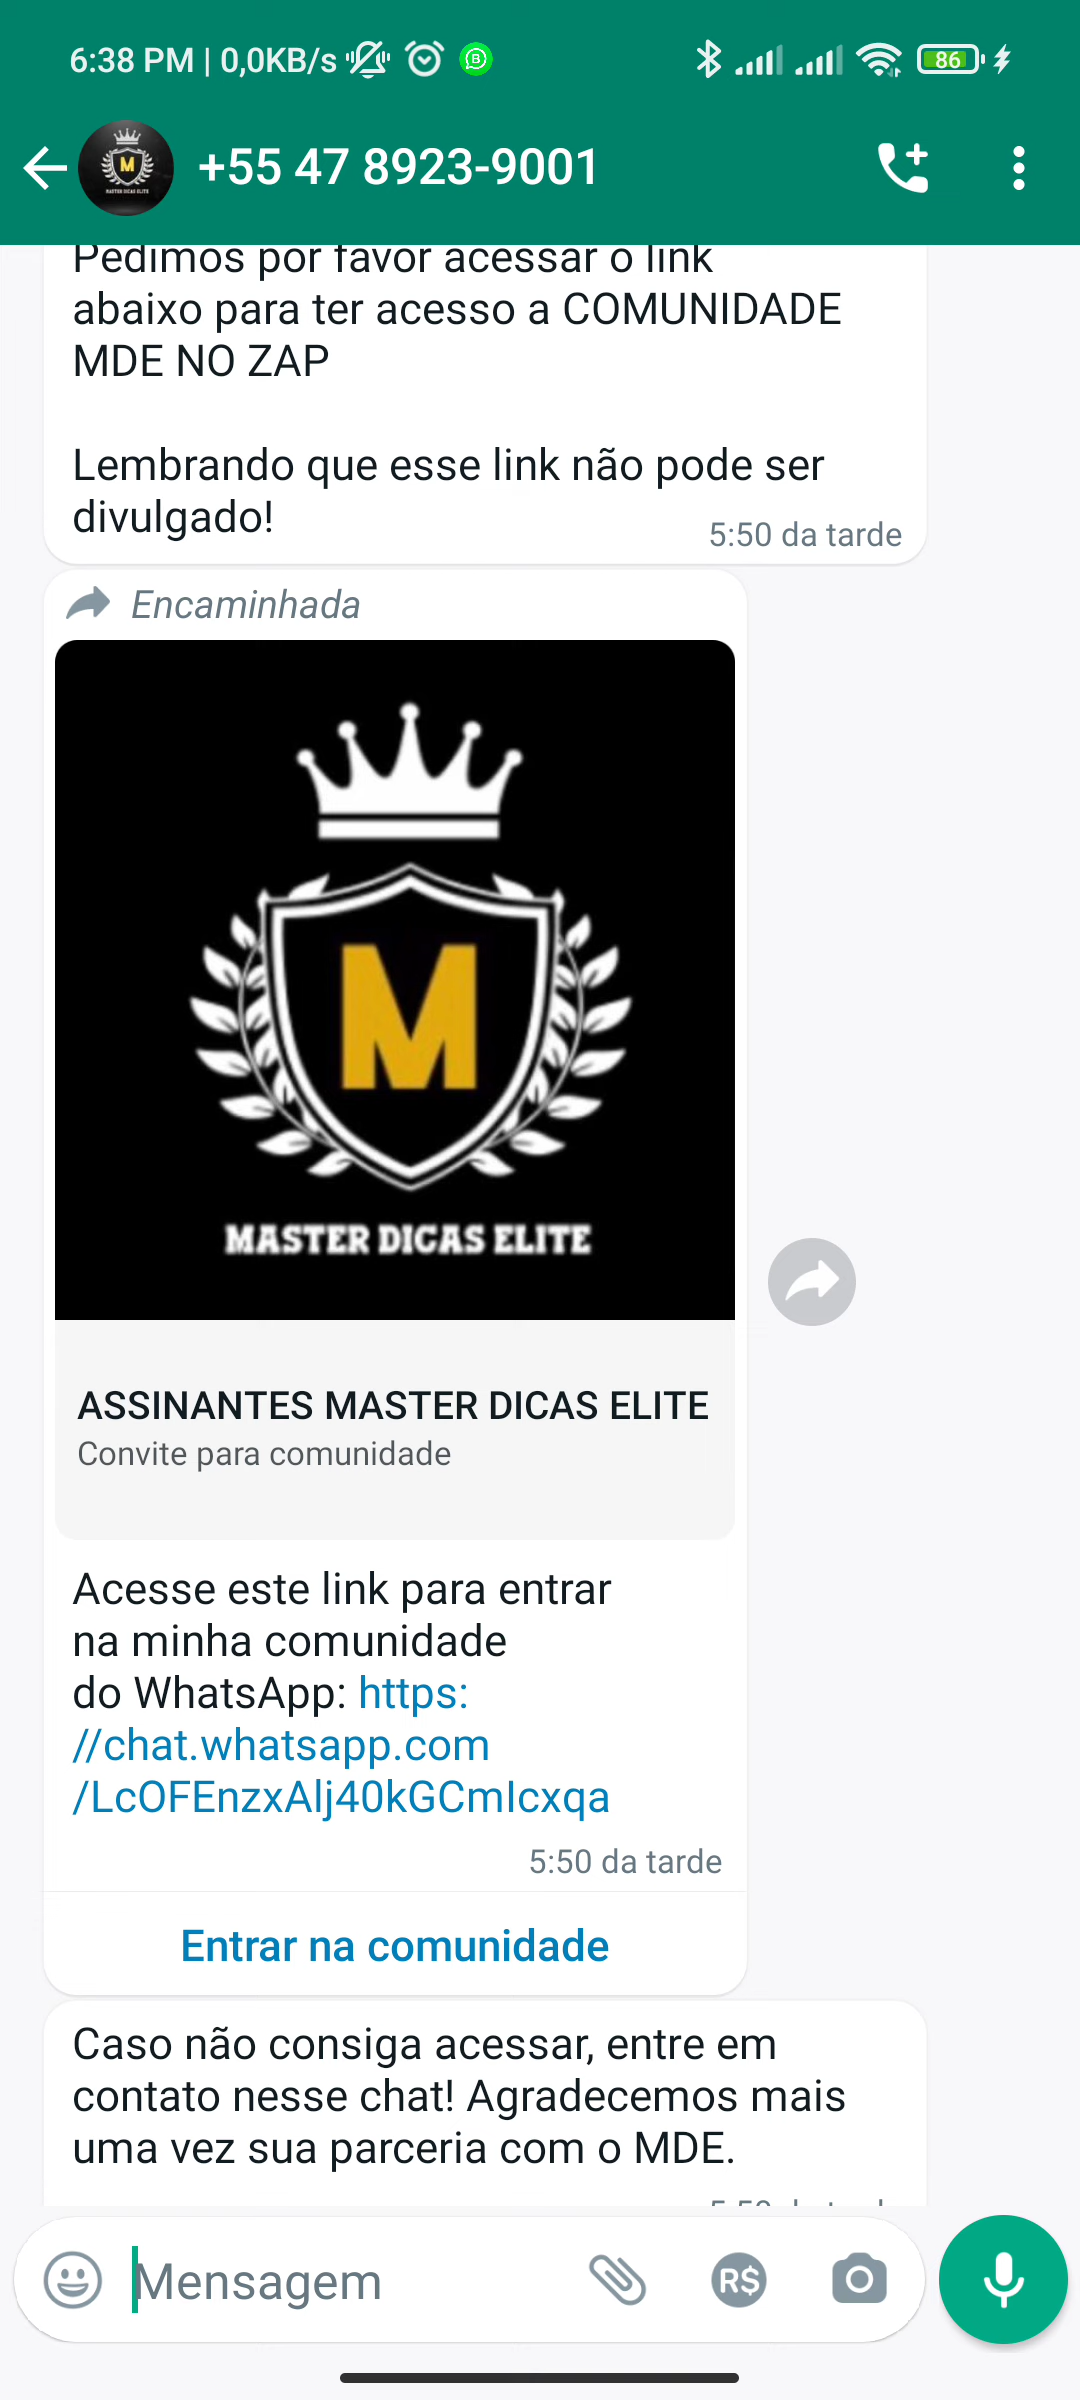 6:38 PM | 0,0KB/s
86
M
MASTER DICAS ELITE
+55 47 8923-9001
Pedimos por favor acessar o link
abaixo para ter acesso a COMUNIDADE
MDE NO ZAP
Lembrando que esse link não pode ser
divulgado!
5:50 da tarde
Encaminhada
M
MASTER DICAS ELITE
ASSINANTES MASTER DICAS ELITE
Convite para comunidade
Acesse este link para entrar
na minha comunidade
do WhatsApp: https:
//chat.whatsapp.com
/LcOFEnzxAlj40kGCmIcxqa
5:50 da tarde
Entrar na comunidade
Caso não consiga acessar, entre em
contato nesse chat! Agradecemos mais
uma vez sua parceria com o MDE.
Mensagem
R$